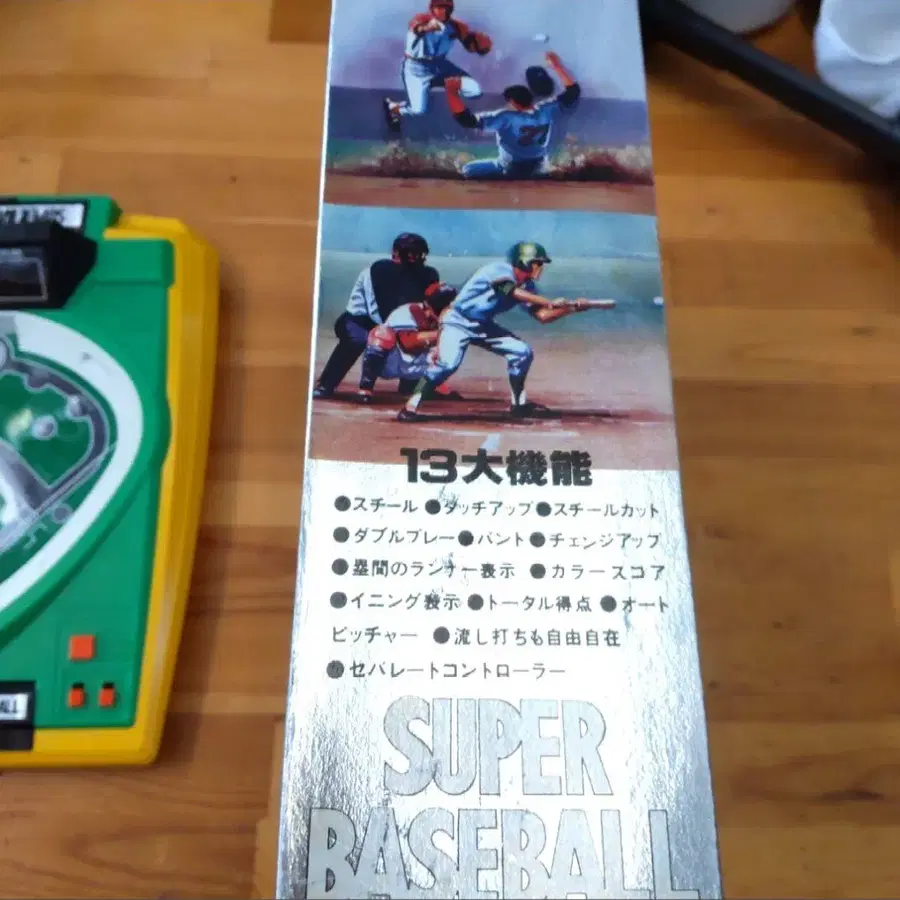 13大機能
●スチール ●タッチアップ ●スチールカット
●ダブルプレー ●バント ●チェンジアップ
●塁間のランナー表示 ●カラースコア
●イニング表示 ●トータル得点 ●オート
ピッチャー ●流し打ちも自由自在
●セパレートコントローラー
SUPER
BASEBALL
ALL